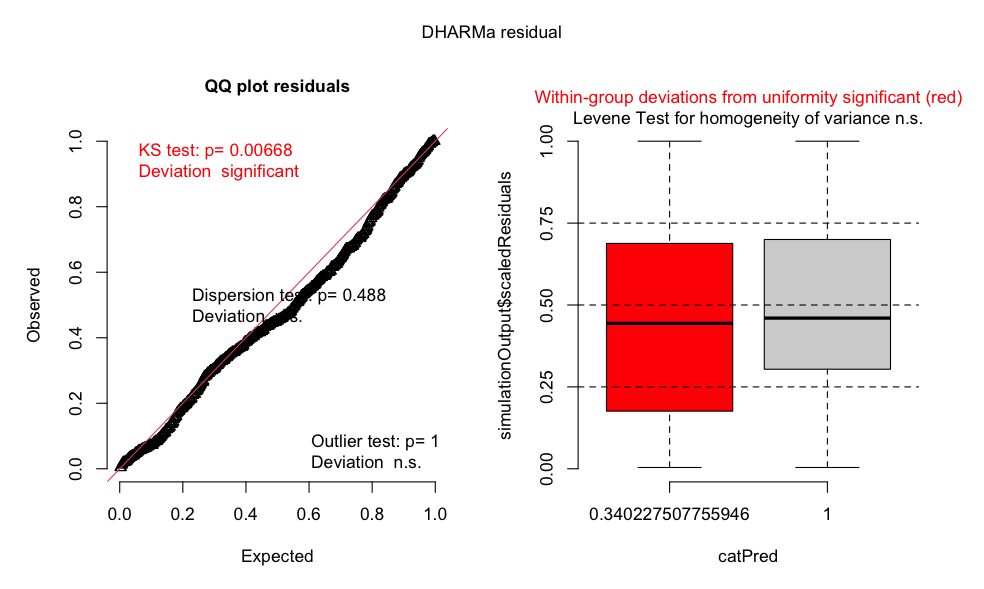 DHARMa residual
QQ plot residuals
KS test: p= 0.00668
Deviation  significant
Dispersion test: p= 0.488
Deviation  n.s.
Outlier test: p= 1
Deviation  n.s.
Observed
0.0 0.2 0.4 0.6 0.8 1.0
0.0 0.2 0.4 0.6 0.8 1.0
Expected
Within-group deviations from uniformity significant (red)
Levene Test for homogeneity of variance n.s.
simulationOutput$scaledResiduals
0.00 0.25 0.50 0.75 1.00
0.340227507755946 1
catPred